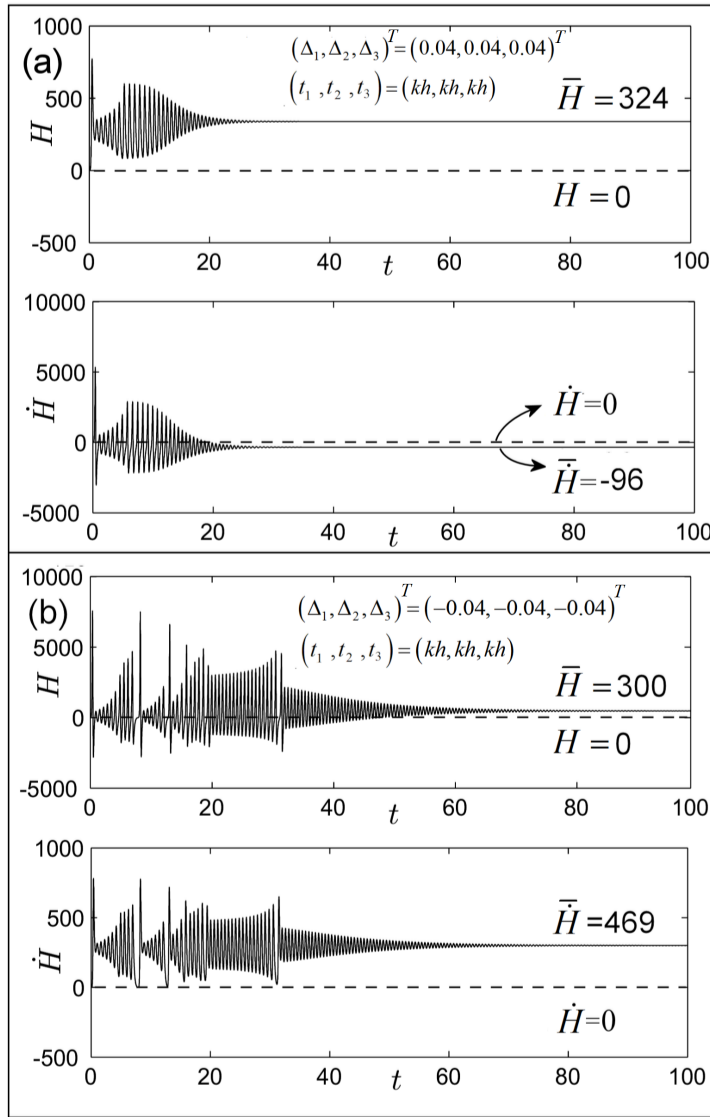 (a)
(Δ₁, Δ₂, Δ₃)ᵀ=(0.04, 0.04, 0.04)ᵀ
(t₁ , t₂ , t₃)=(kh, kh, kh)
H̅ = 324
H = 0
H
1000
500
0
-500
0
20
40
60
80
100
t
10000
5000
0
-5000
Ḣ
Ḣ=0
Ḣ̅=-96
0
20
40
60
80
100
t
(b)
(Δ₁, Δ₂, Δ₃)ᵀ=(−0.04, −0.04, −0.04)ᵀ
(t₁ , t₂ , t₃)=(kh, kh, kh)
H̅ = 300
H = 0
H
10000
5000
0
-5000
0
20
40
60
80
100
t
1000
500
0
-500
Ḣ
Ḣ̅=469
Ḣ=0
0
20
40
60
80
100
t